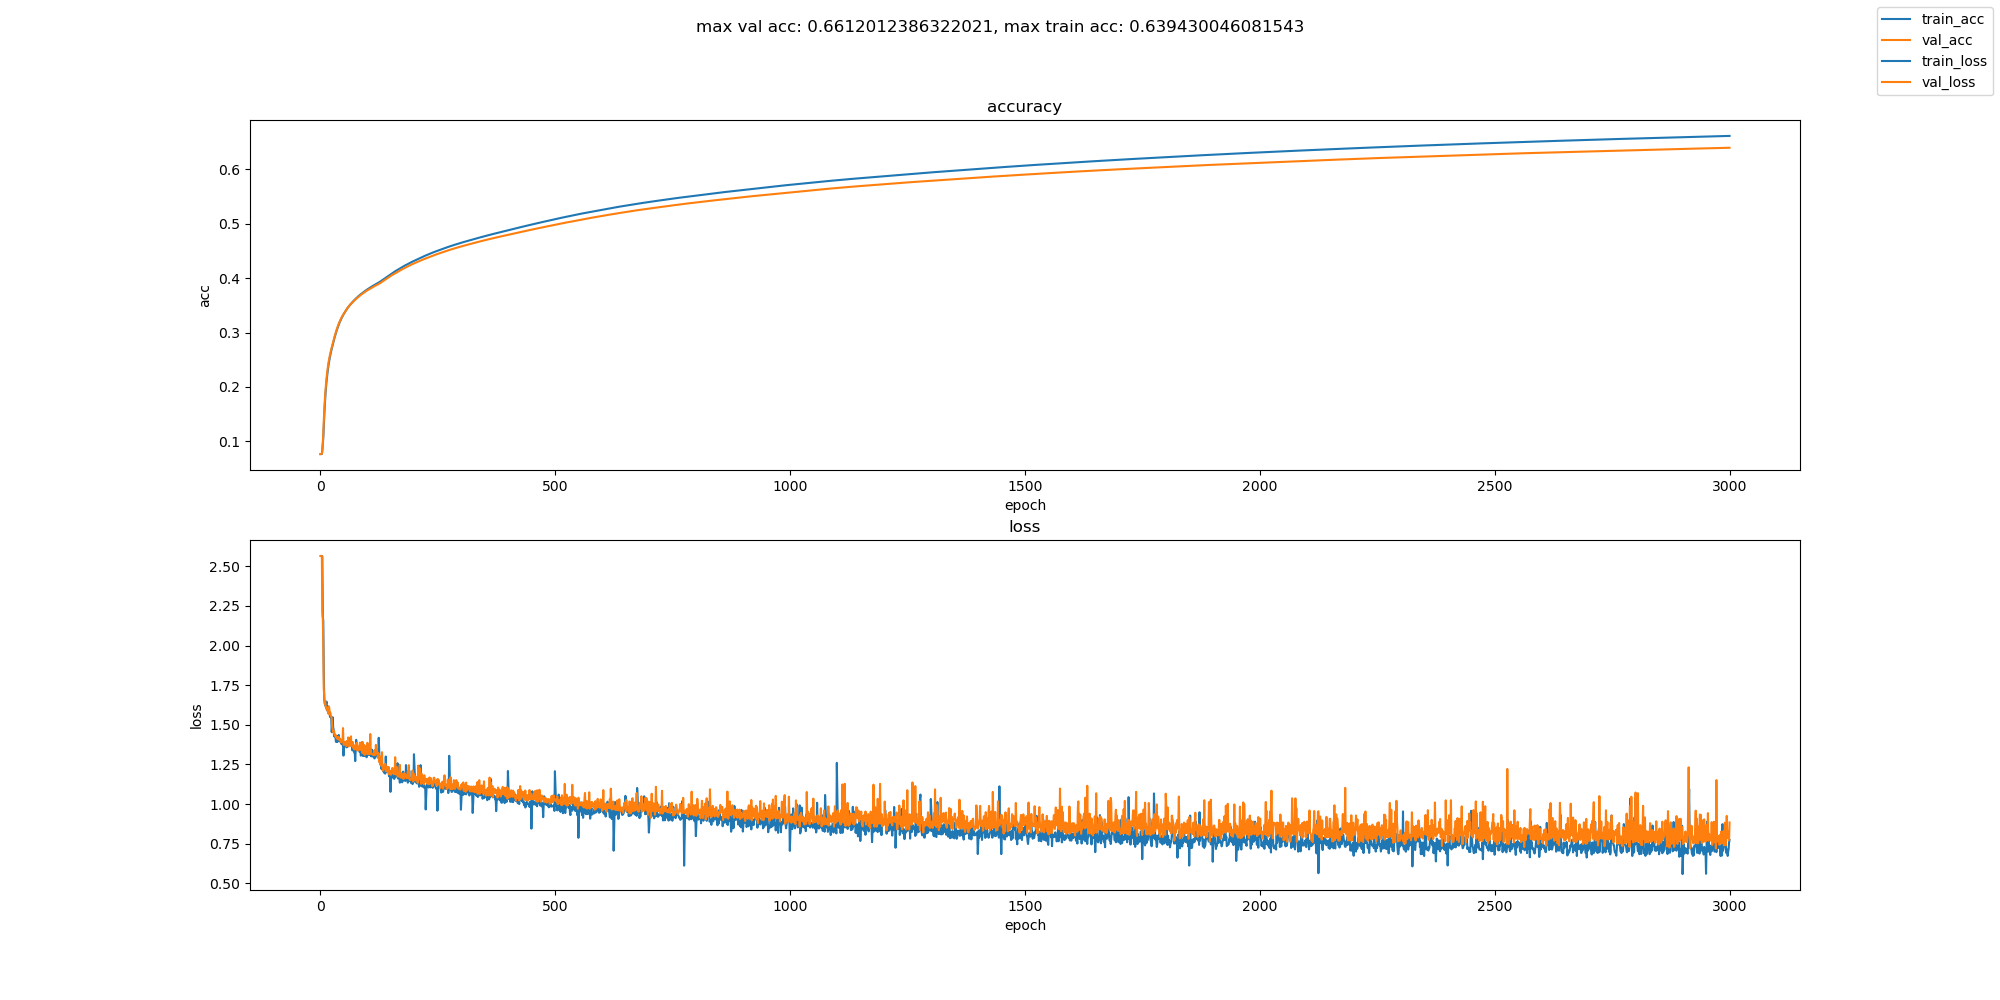 max val acc: 0.6612012386322021, max train acc: 0.639430046081543
train_acc
val_acc
train_loss
val_loss
accuracy
acc
0.6
0.5
0.4
0.3
0.2
0.1
0 500 1000 1500 2000 2500 3000
epoch
loss
loss
2.50
2.25
2.00
1.75
1.50
1.25
1.00
0.75
0.50
0 500 1000 1500 2000 2500 3000
epoch